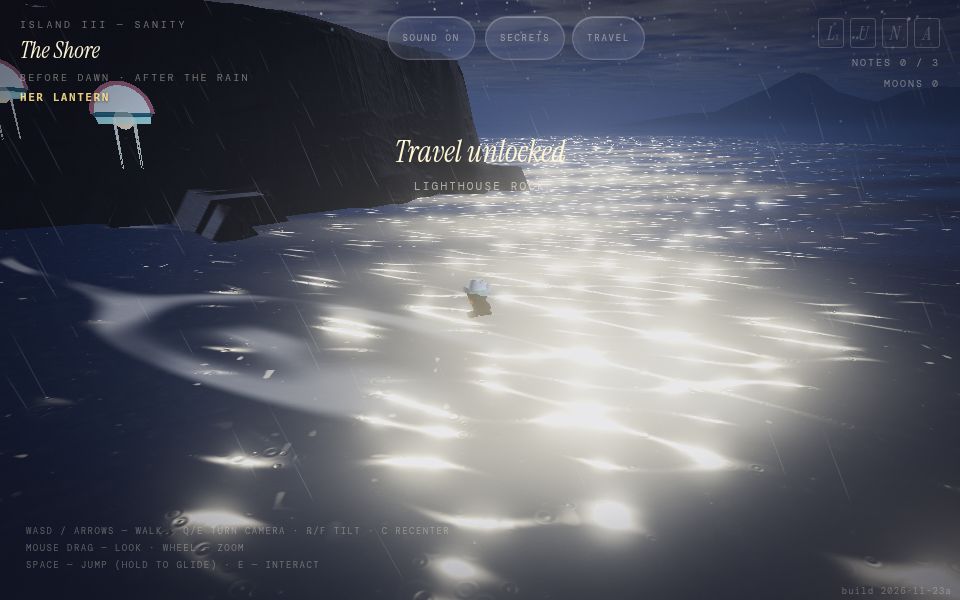 ISLAND III — SANITY
The Shore
BEFORE DAWN · AFTER THE RAIN
HER LANTERN
SOUND ON
SECRETS
TRAVEL
L U N A
NOTES 0 / 3
MOONS 0
Travel unlocked
LIGHTHOUSE ROCK
WASD / ARROWS — WALK · Q/E TURN CAMERA · R/F TILT · C RECENTER
MOUSE DRAG — LOOK · WHEEL — ZOOM
SPACE — JUMP (HOLD TO GLIDE) · E — INTERACT
build 2026-11-23a